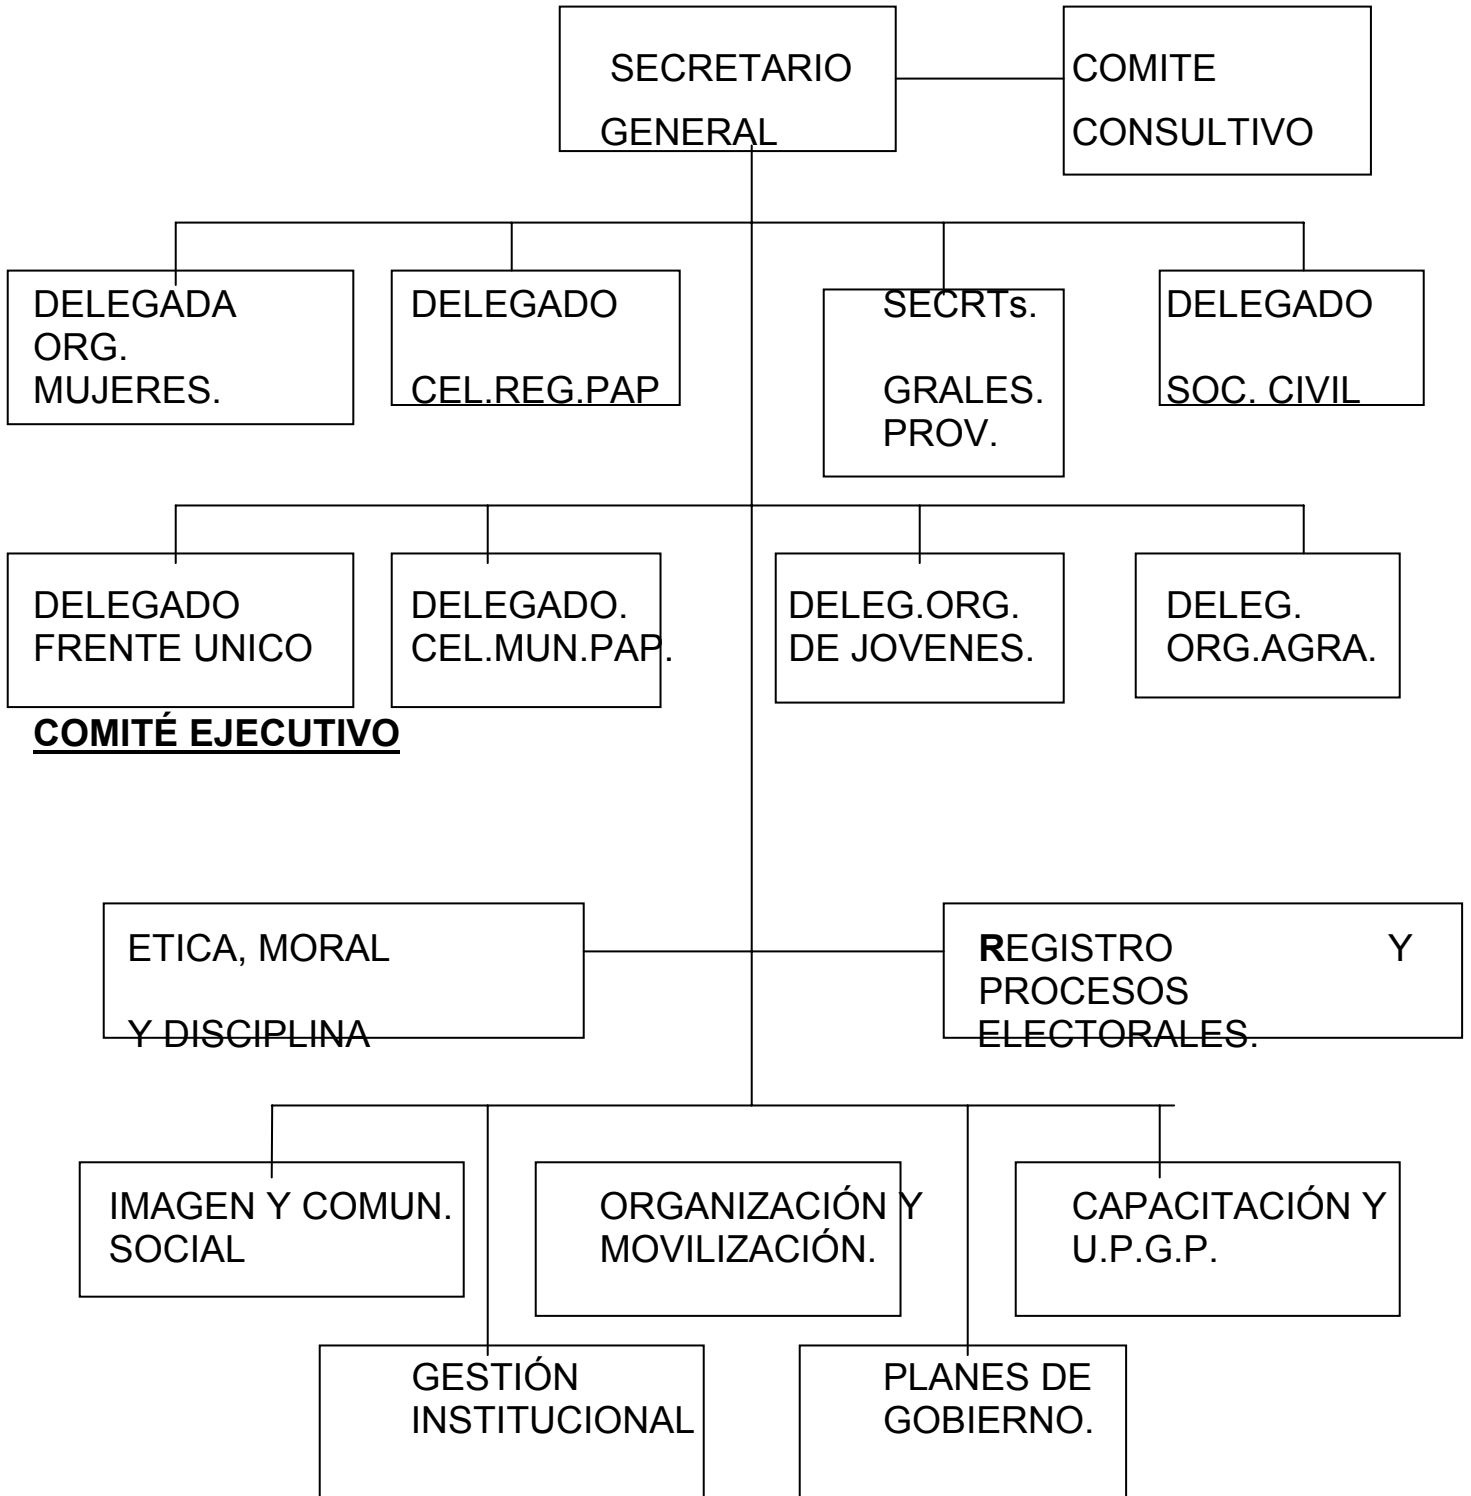 SECRETARIO
GENERAL
COMITE
CONSULTIVO
DELEGADA
ORG.
MUJERES.
DELEGADO
CEL.REG.PAP
SECRTs.
GRALES.
PROV.
DELEGADO
SOC. CIVIL
DELEGADO
FRENTE UNICO
DELEGADO.
CEL.MUN.PAP.
DELEG.ORG.
DE JOVENES.
DELEG.
ORG.AGRA.
COMITÉ EJECUTIVO
ETICA, MORAL
Y DISCIPLINA
REGISTRO Y
PROCESOS
ELECTORALES.
IMAGEN Y COMUN.
SOCIAL
ORGANIZACIÓN Y
MOVILIZACIÓN.
CAPACITACIÓN Y
U.P.G.P.
GESTIÓN
INSTITUCIONAL
PLANES DE
GOBIERNO.